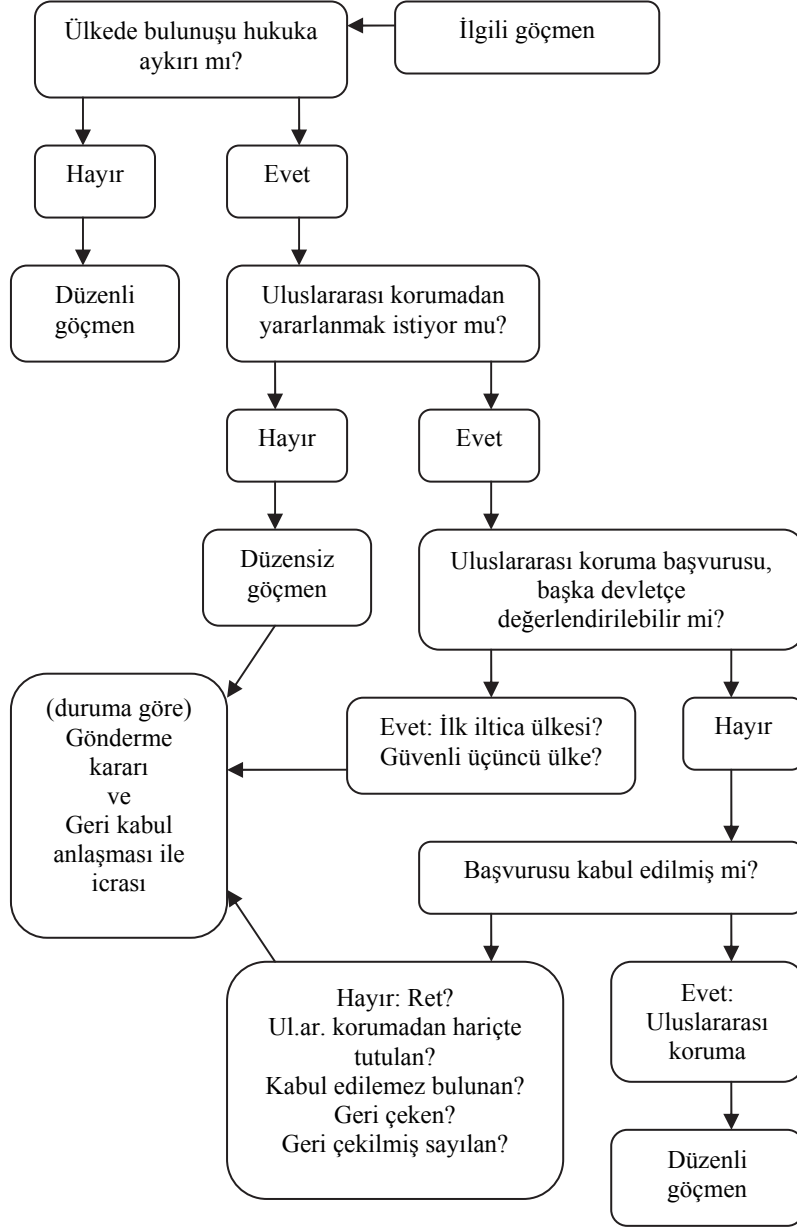 Ülkede bulunuşu hukuka
aykırı mı?
İlgili göçmen
Hayır
Evet
Düzenli
göçmen
Uluslararası korumadan
yararlanmak istiyor mu?
Hayır
Evet
Düzensiz
göçmen
Uluslararası koruma başvurusu,
başka devletçe
değerlendirilebilir mi?
(duruma göre)
Gönderme
kararı
ve
Geri kabul
anlaşması ile
icrası
Evet: İlk iltica ülkesi?
Güvenli üçüncü ülke?
Hayır
Başvurusu kabul edilmiş mi?
Hayır: Ret?
Ul.ar. korumadan hariçte
tutulan?
Kabul edilemez bulunan?
Geri çeken?
Geri çekilmiş sayılan?
Evet:
Uluslararası
koruma
Düzenli
göçmen